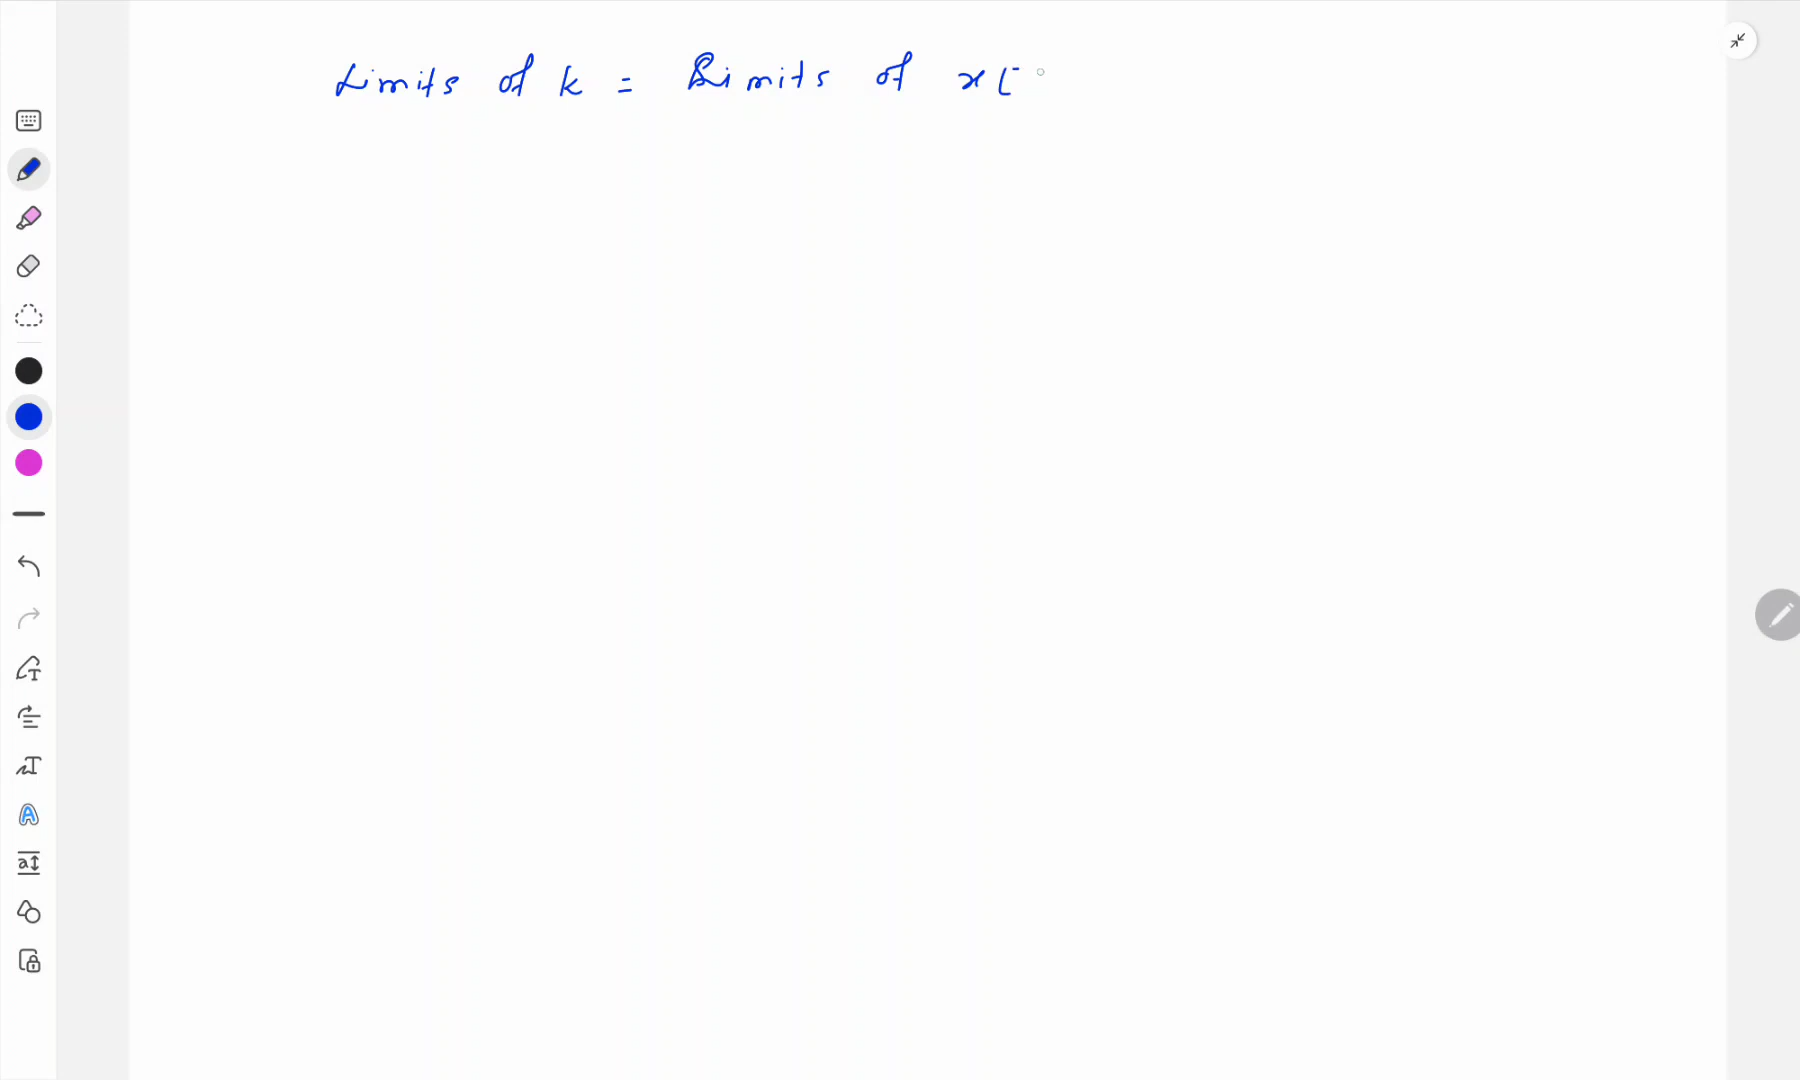 Limits of k = Limits of x[